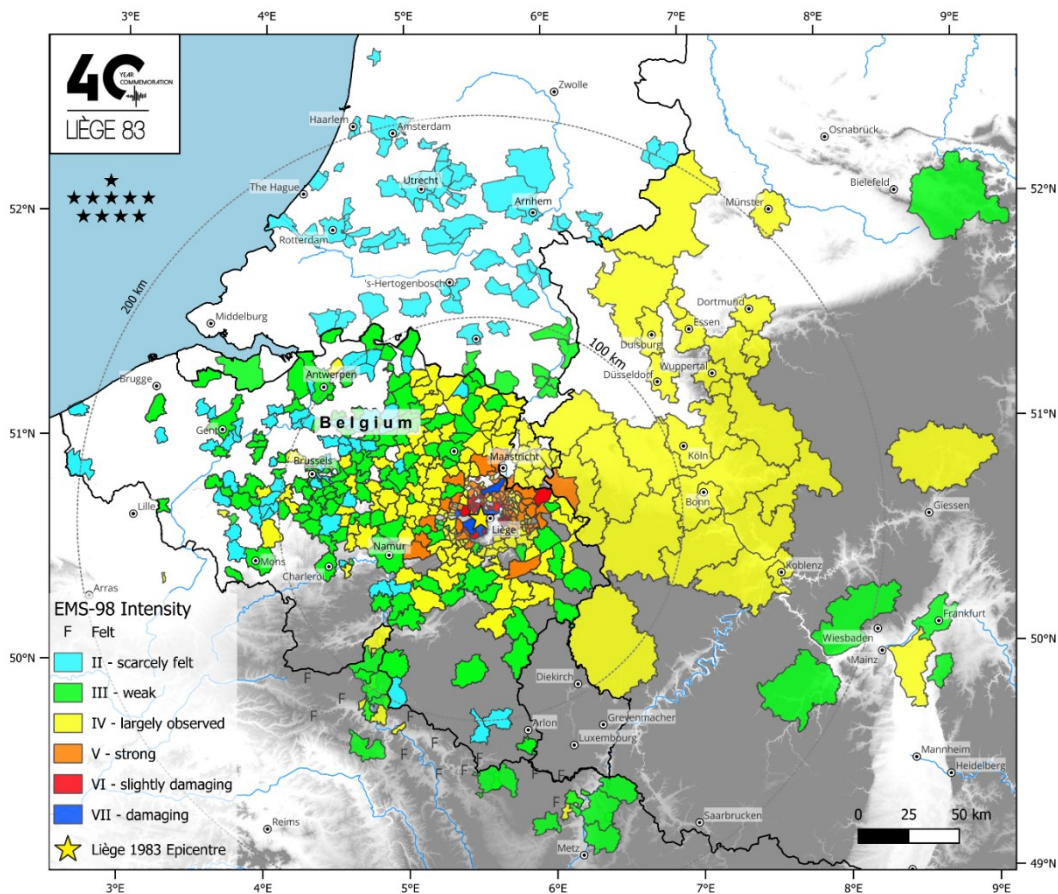 3°E 4°E 5°E 6°E 7°E 8°E 9°E
40
YEAR
COMMEMORATION
LIÈGE 83
Zwolle
Haarlem
Amsterdam
Osnabrück
52°N
The Hague
Utrecht
Bielefeld
52°N
Arnhem
Münster
Rotterdam
200 km
's-Hertogenbosch
Dortmund
Middelburg
Essen
Duisburg
100 km
Wuppertal
Brugge
Antwerpen
Düsseldorf
51°N
Gent
Belgium
51°N
Köln
Maastricht
Brussels
Bonn
Lille
Liège
Giessen
Namur
Mons
Charleroi
Koblenz
Arras
EMS-98 Intensity
F Felt
II - scarcely felt
III - weak
IV - largely observed
V - strong
VI - slightly damaging
VII - damaging
Liège 1983 Epicentre
Frankfurt
Wiesbaden
Mainz
50°N
50°N
Diekirch
F
F
F
F
F
F
F
F
F
F
F
F
F
F
Arlon
Grevenmacher
Luxembourg
Mannheim
Heidelberg
Reims
Saarbrucken
Metz
0 25 50 km
49°N
3°E 4°E 5°E 6°E 7°E 8°E 9°E